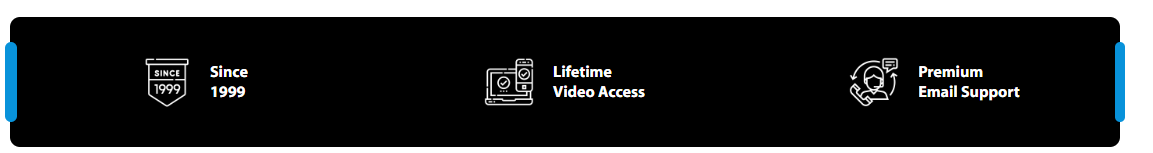 SINCE
1999
Since
1999
Lifetime
Video Access
Premium
Email Support